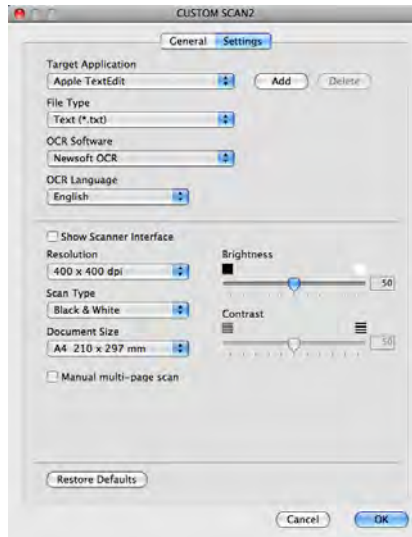 CUSTOM SCAN2
General Settings
Target Application
Apple TextEdit Add Delete
File Type
Text (*.txt)
OCR Software
Newsoft OCR
OCR Language
English
Show Scanner Interface
Resolution Brightness
400 x 400 dpi 50
Scan Type
Black & White Contrast
Document Size
50
A4 210 x 297 mm
Manual multi-page scan
Restore Defaults
Cancel OK